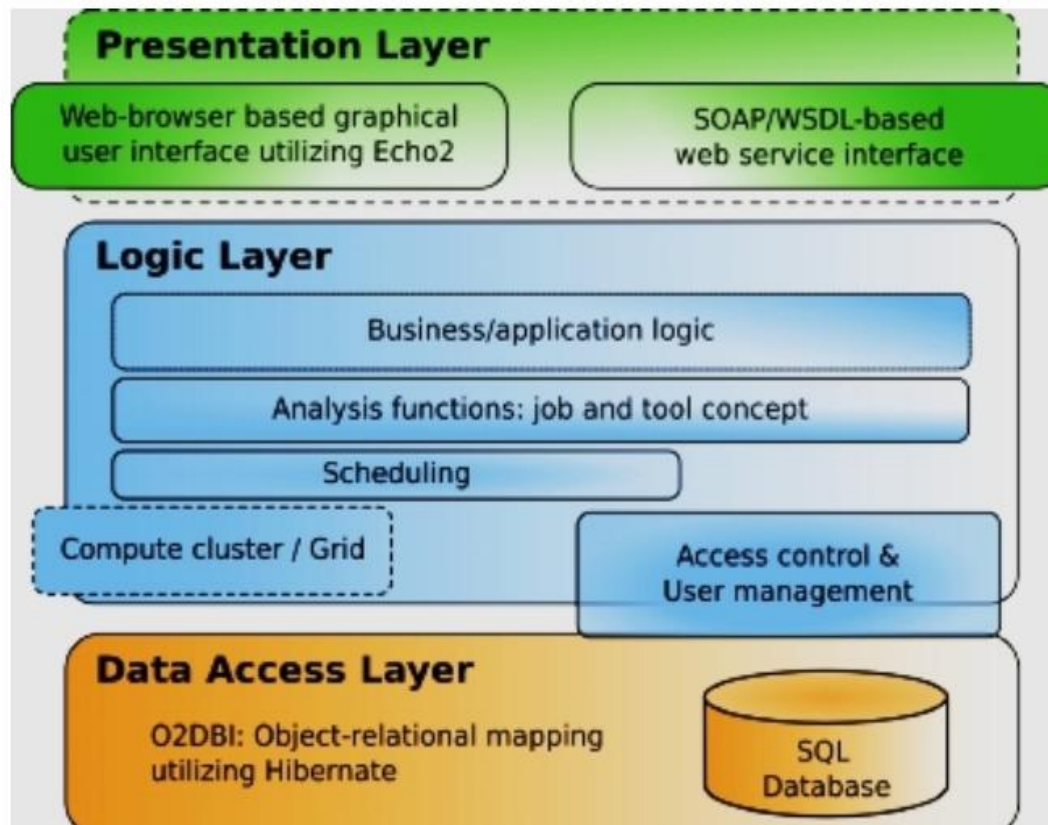 Presentation Layer
Web-browser based graphical
user interface utilizing Echo2
SOAP/WSDL-based
web service interface
Logic Layer
Business/application logic
Analysis functions: job and tool concept
Scheduling
Compute cluster / Grid
Access control &
User management
Data Access Layer
O2DBI: Object-relational mapping
utilizing Hibernate
SQL
Database